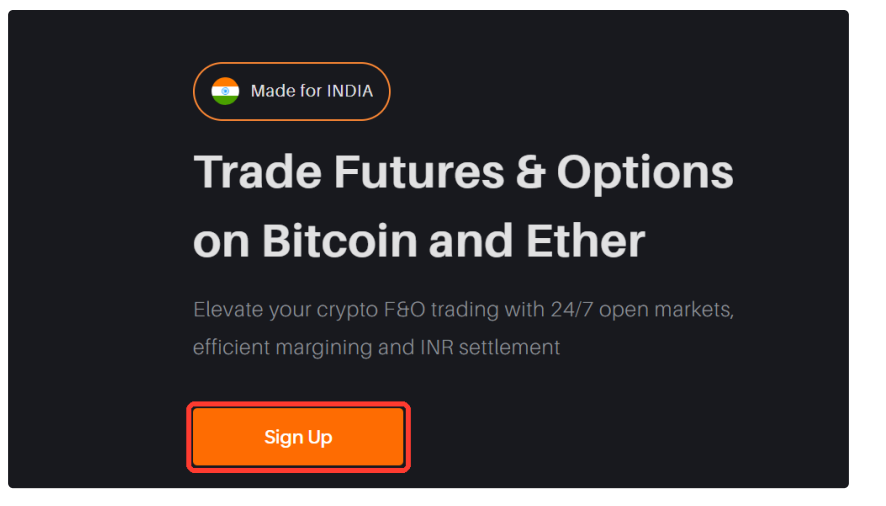 Made for INDIA
Trade Futures & Options
on Bitcoin and Ether
Elevate your crypto F&O trading with 24/7 open markets,
efficient margining and INR settlement
Sign Up